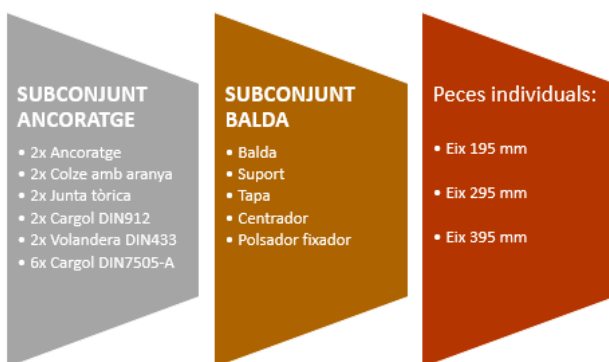 SUBCONJUNT
ANCORATGE
• 2x Ancoratge
• 2x Colze amb aranya
• 2x Junta tòrica
• 2x Cargol DIN912
• 2x Volandera DIN433
• 6x Cargol DIN7505-A
SUBCONJUNT
BALDA
• Balda
• Suport
• Tapa
• Centrador
• Polsador fixador
Peces individuals:
• Eix 195 mm
• Eix 295 mm
• Eix 395 mm